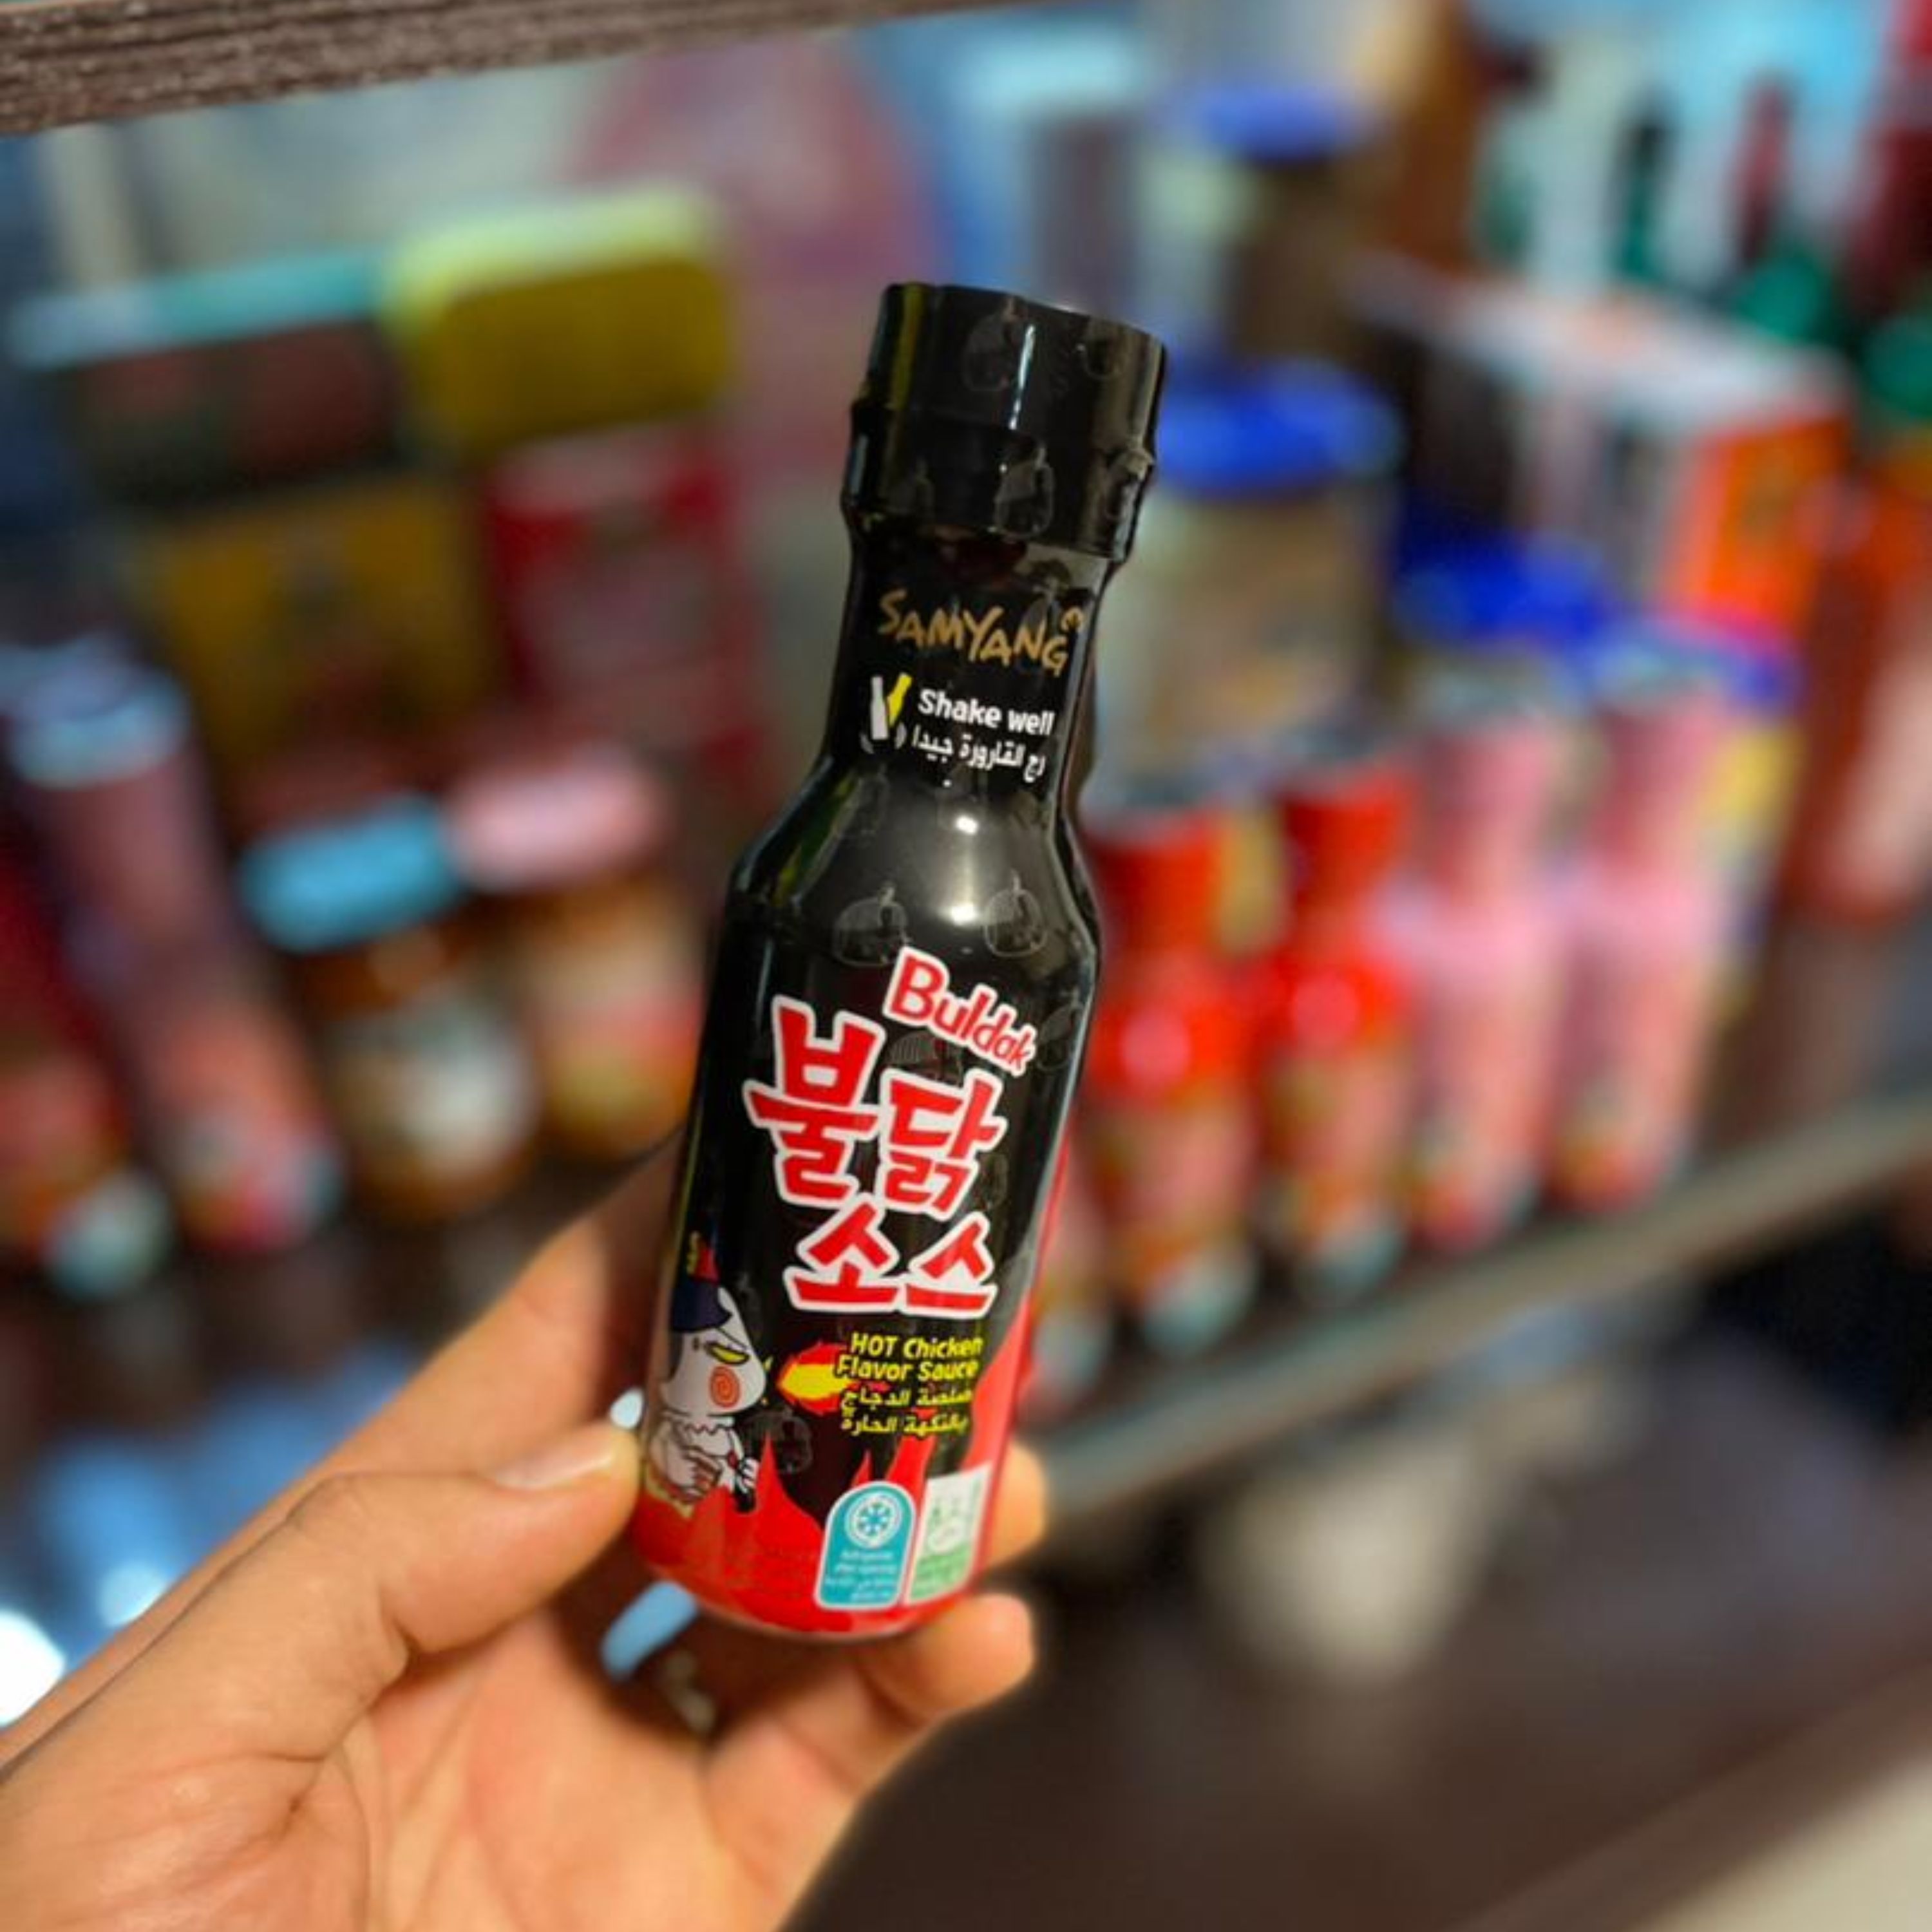 SAMYANG
Shake well
رج القارورة جيدا
Buldak
불닭
소스
HOT Chicken
Flavor Sauce
صلصة الدجاج
بالنكهة الحارة